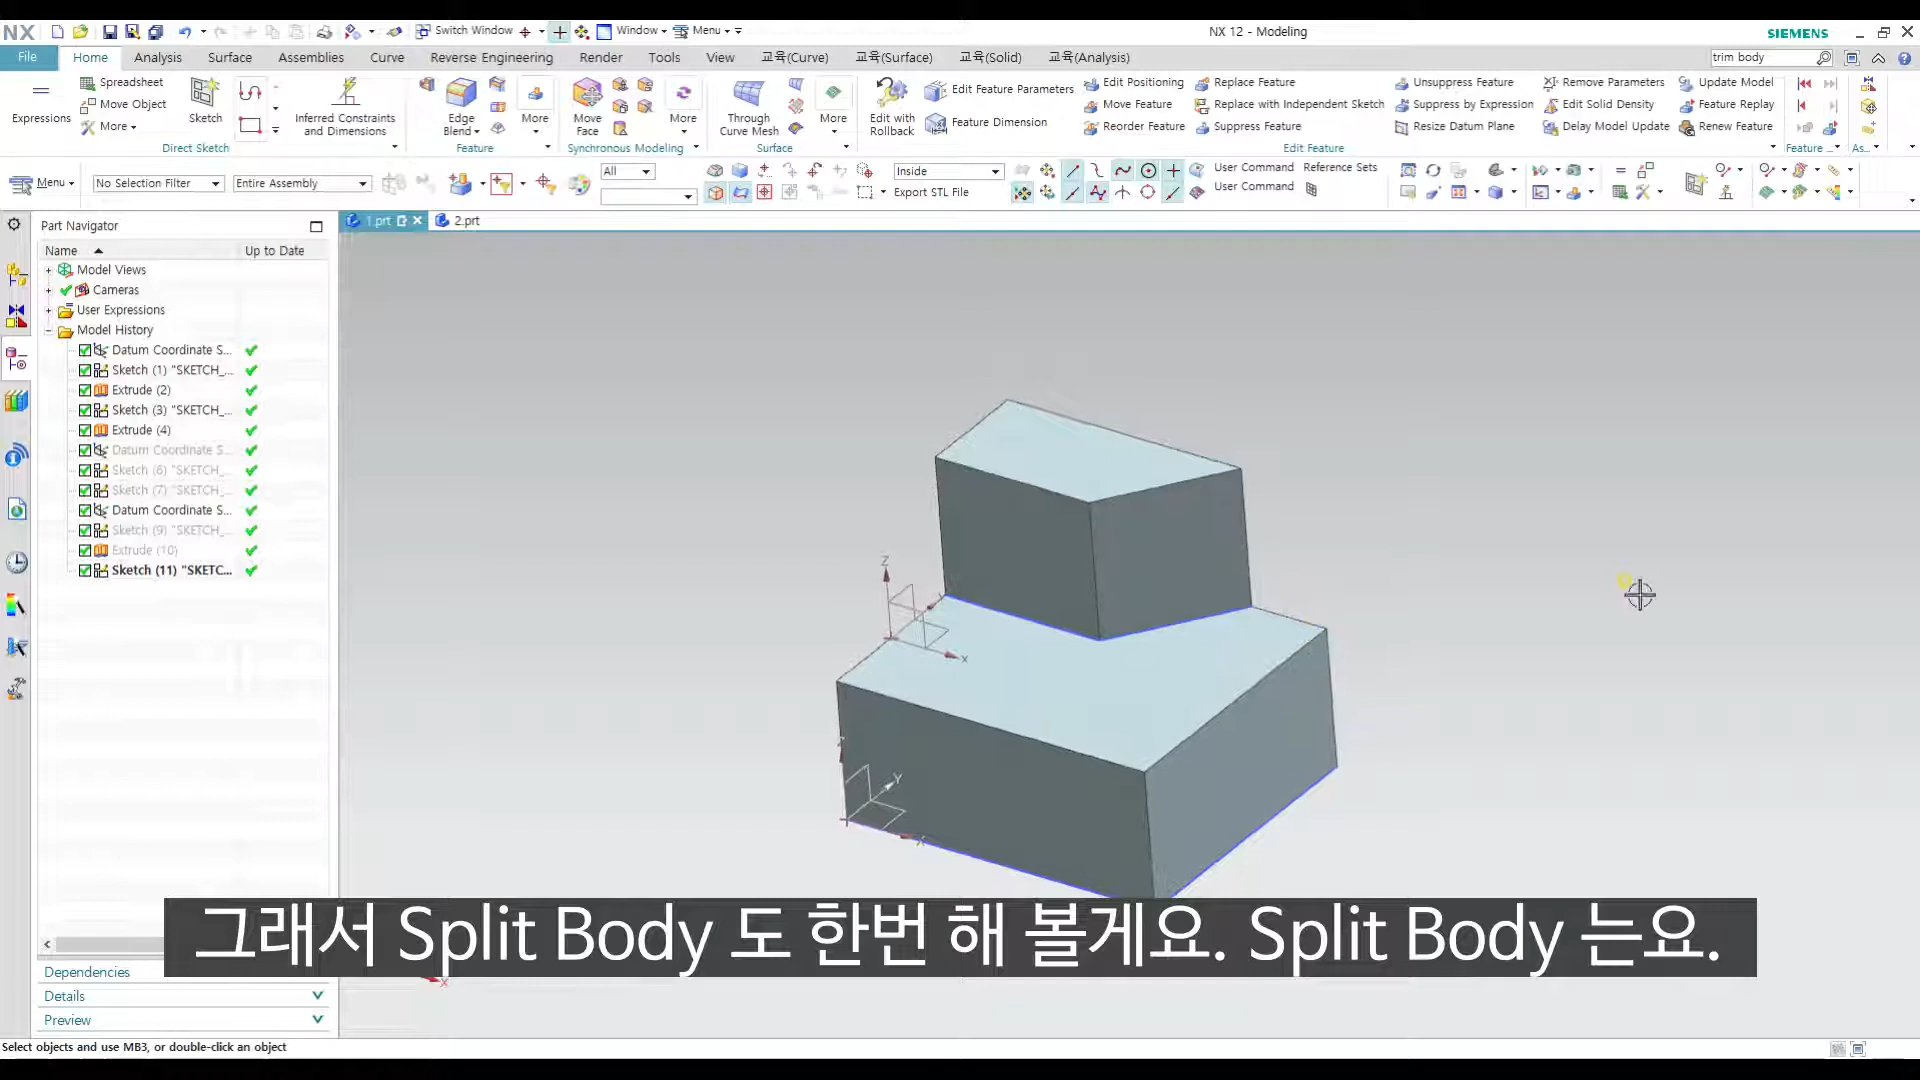 NX Switch Window Window Menu NX 12 - Modeling SIEMENS
File Home Analysis Surface Assemblies Curve Reverse Engineering Render Tools View 교육(Curve) 교육(Surface) 교육(Solid) 교육(Analysis) trim body
Expressions
Spreadsheet
Move Object
More
Sketch
Inferred Constraints
and Dimensions
Direct Sketch
Edge
Blend
More
Feature
Move
Face
More
Synchronous Modeling
Through
Curve Mesh
More
Surface
Edit with
Rollback
Edit Feature Parameters
Feature Dimension
Edit Positioning
Move Feature
Reorder Feature
Replace Feature
Replace with Independent Sketch
Suppress Feature
Unsuppress Feature
Suppress by Expression
Resize Datum Plane
Remove Parameters
Edit Solid Density
Delay Model Update
Update Model
Feature Replay
Renew Feature
Edit Feature
Feature ...
As...
Menu No Selection Filter Entire Assembly All Inside
Export STL File
User Command Reference Sets
User Command
Part Navigator
1.prt 2.prt
Name Up to Date
Model Views
Cameras
User Expressions
Model History
Datum Coordinate S...
Sketch (1) "SKETCH_...
Extrude (2)
Sketch (3) "SKETCH_...
Extrude (4)
Datum Coordinate S...
Sketch (6) "SKETCH_...
Sketch (7) "SKETCH_...
Datum Coordinate S...
Sketch (9) "SKETCH_...
Extrude (10)
Sketch (11) "SKETC...
Z
X
Y
X
그래서 Split Body 도 한번 해 볼게요. Split Body 는요.
X
Dependencies
Details
Preview
Select objects and use MB3, or double-click an object